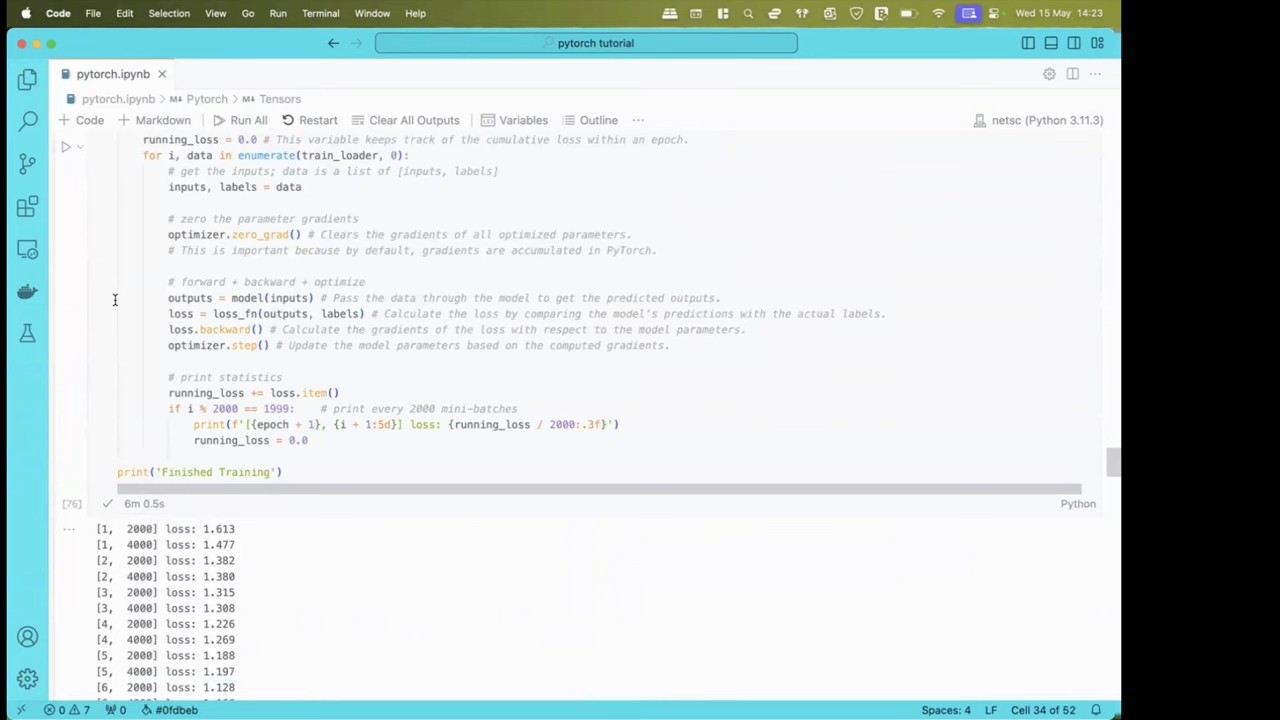 Code File Edit Selection View Go Run Terminal Window Help Wed 15 May 14:23
pytorch tutorial
pytorch.ipynb
pytorch.ipynb > Pytorch > Tensors
+ Code + Markdown Run All Restart Clear All Outputs Variables Outline ... netsc (Python 3.11.3)
running_loss = 0.0 # This variable keeps track of the cumulative loss within an epoch.
for i, data in enumerate(train_loader, 0):
# get the inputs; data is a list of [inputs, labels]
inputs, labels = data
# zero the parameter gradients
optimizer.zero_grad() # Clears the gradients of all optimized parameters.
# This is important because by default, gradients are accumulated in PyTorch.
# forward + backward + optimize
outputs = model(inputs) # Pass the data through the model to get the predicted outputs.
loss = loss_fn(outputs, labels) # Calculate the loss by comparing the model's predictions with the actual labels.
loss.backward() # Calculate the gradients of the loss with respect to the model parameters.
optimizer.step() # Update the model parameters based on the computed gradients.
# print statistics
running_loss += loss.item()
if i % 2000 == 1999: # print every 2000 mini-batches
print(f'[{epoch + 1}, {i + 1:5d}] loss: {running_loss / 2000:.3f}')
running_loss = 0.0
print('Finished Training')
[76] 6m 0.5s Python
[1, 2000] loss: 1.613
[1, 4000] loss: 1.477
[2, 2000] loss: 1.382
[2, 4000] loss: 1.380
[3, 2000] loss: 1.315
[3, 4000] loss: 1.308
[4, 2000] loss: 1.226
[4, 4000] loss: 1.269
[5, 2000] loss: 1.188
[5, 4000] loss: 1.197
[6, 2000] loss: 1.128
0 7 0 #0fdbeb Spaces: 4 LF Cell 34 of 52